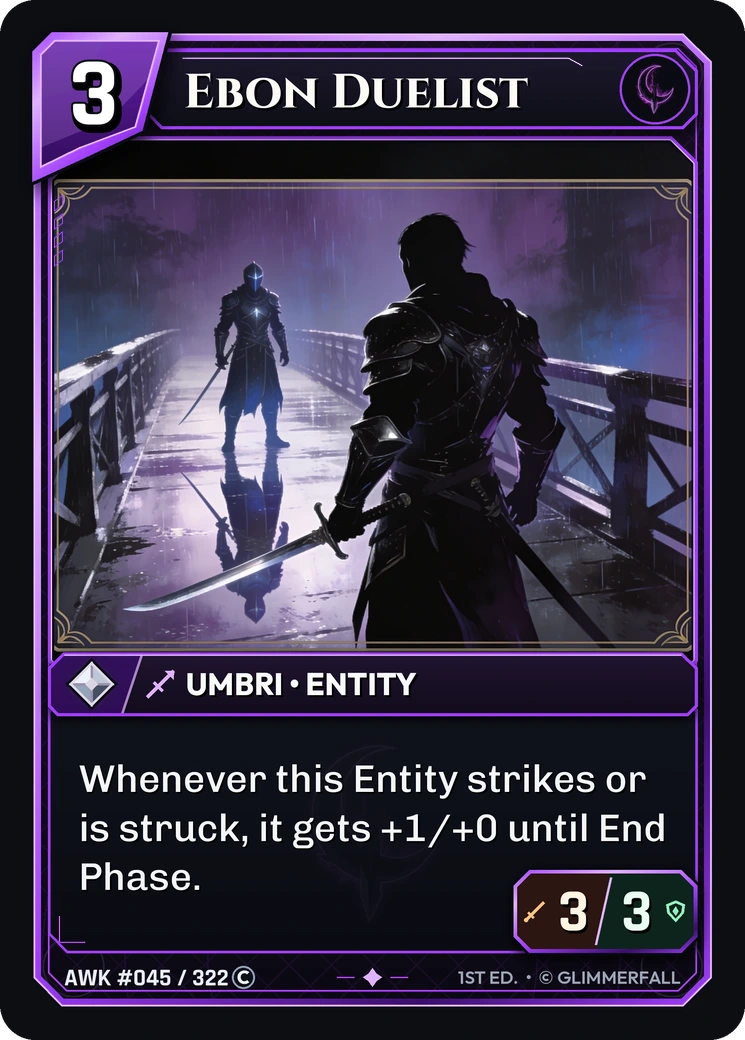 3
Ebon Duelist
UMBRI • ENTITY
Whenever this Entity strikes or
is struck, it gets +1/+0 until End
Phase.
3 / 3
AWK #045 / 322 Ⓒ
1ST ED. • © GLIMMERFALL